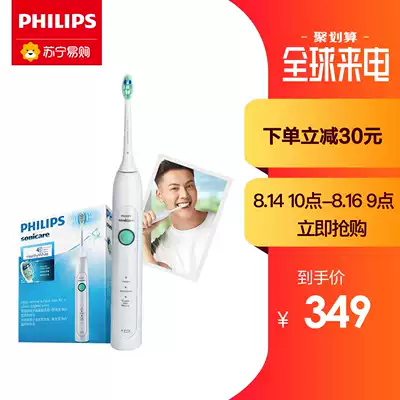 PHILIPS
苏宁易购
聚划算
全球来电
下单立减30元
8.14 10点-8.16 9点
立即抢购
到手价
¥ 349
PHILIPS
sonicare